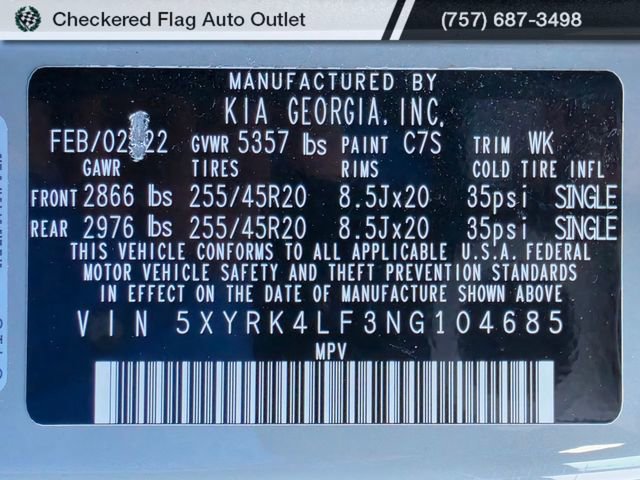 Checkered Flag Auto Outlet (757) 687-3498
MANUFACTURED BY
KIA GEORGIA, INC.
FEB/02/22 GVWR 5357 lbs PAINT C7S TRIM WK
GAWR TIRES RIMS COLD TIRE INFL
FRONT 2866 lbs 255/45R20 8.5Jx20 35psi SINGLE
REAR 2976 lbs 255/45R20 8.5Jx20 35psi SINGLE
THIS VEHICLE CONFORMS TO ALL APPLICABLE U.S.A. FEDERAL
MOTOR VEHICLE SAFETY AND THEFT PREVENTION STANDARDS
IN EFFECT ON THE DATE OF MANUFACTURE SHOWN ABOVE
VIN 5XYRK4LF3NG104685
MPV